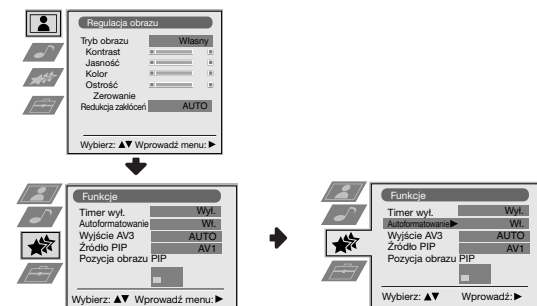 Regulacja obrazu
Tryb obrazu Własny
Kontrast
Jasność
Kolor
Ostrość
Zerowanie
Redukcja zakłóceń AUTO
Wybierz: ▲▼ Wprowadź menu: ▶
Funkcje
Timer wył. Wył.
Autoformatowanie Wł.
Wyjście AV3 AUTO
Źródło PIP AV1
Pozycja obrazu PIP
Wybierz: ▲▼ Wprowadź menu: ▶
Funkcje
Timer wył. Wył.
Autoformatowanie▶ Wł.
Wyjście AV3 AUTO
Źródło PIP AV1
Pozycja obrazu PIP
Wybierz: ▲▼ Wprowadź: ▶